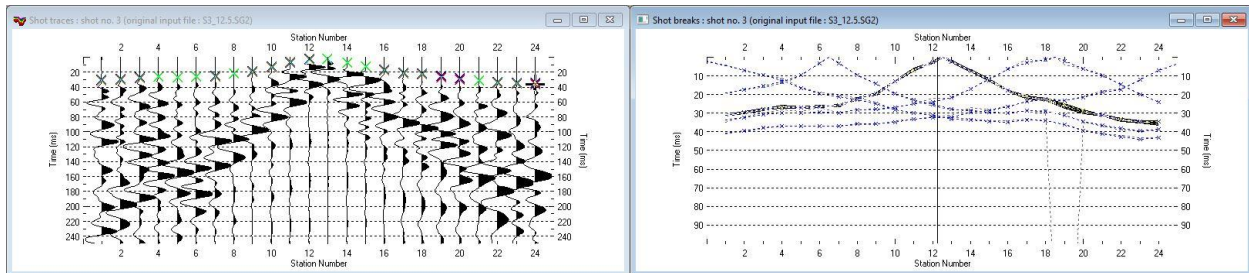 Shot traces : shot no. 3 (original input file : S3_12.5.SG2)
Station Number
2 4 6 8 10 12 14 16 18 20 22 24
20 20
40 40
60 60
80 80
100 100
120 120
140 140
160 160
180 180
200 200
220 220
240 240
Time [ms]
Time [ms]
2 4 6 8 10 12 14 16 18 20 22 24
Station Number
Shot breaks : shot no. 3 (original input file : S3_12.5.SG2)
Station Number
2 4 6 8 10 12 14 16 18 20 22 24
10 10
20 20
30 30
40 40
50 50
60 60
70 70
80 80
90 90
Time [ms]
Time [ms]
2 4 6 8 10 12 14 16 18 20 22 24
Station Number